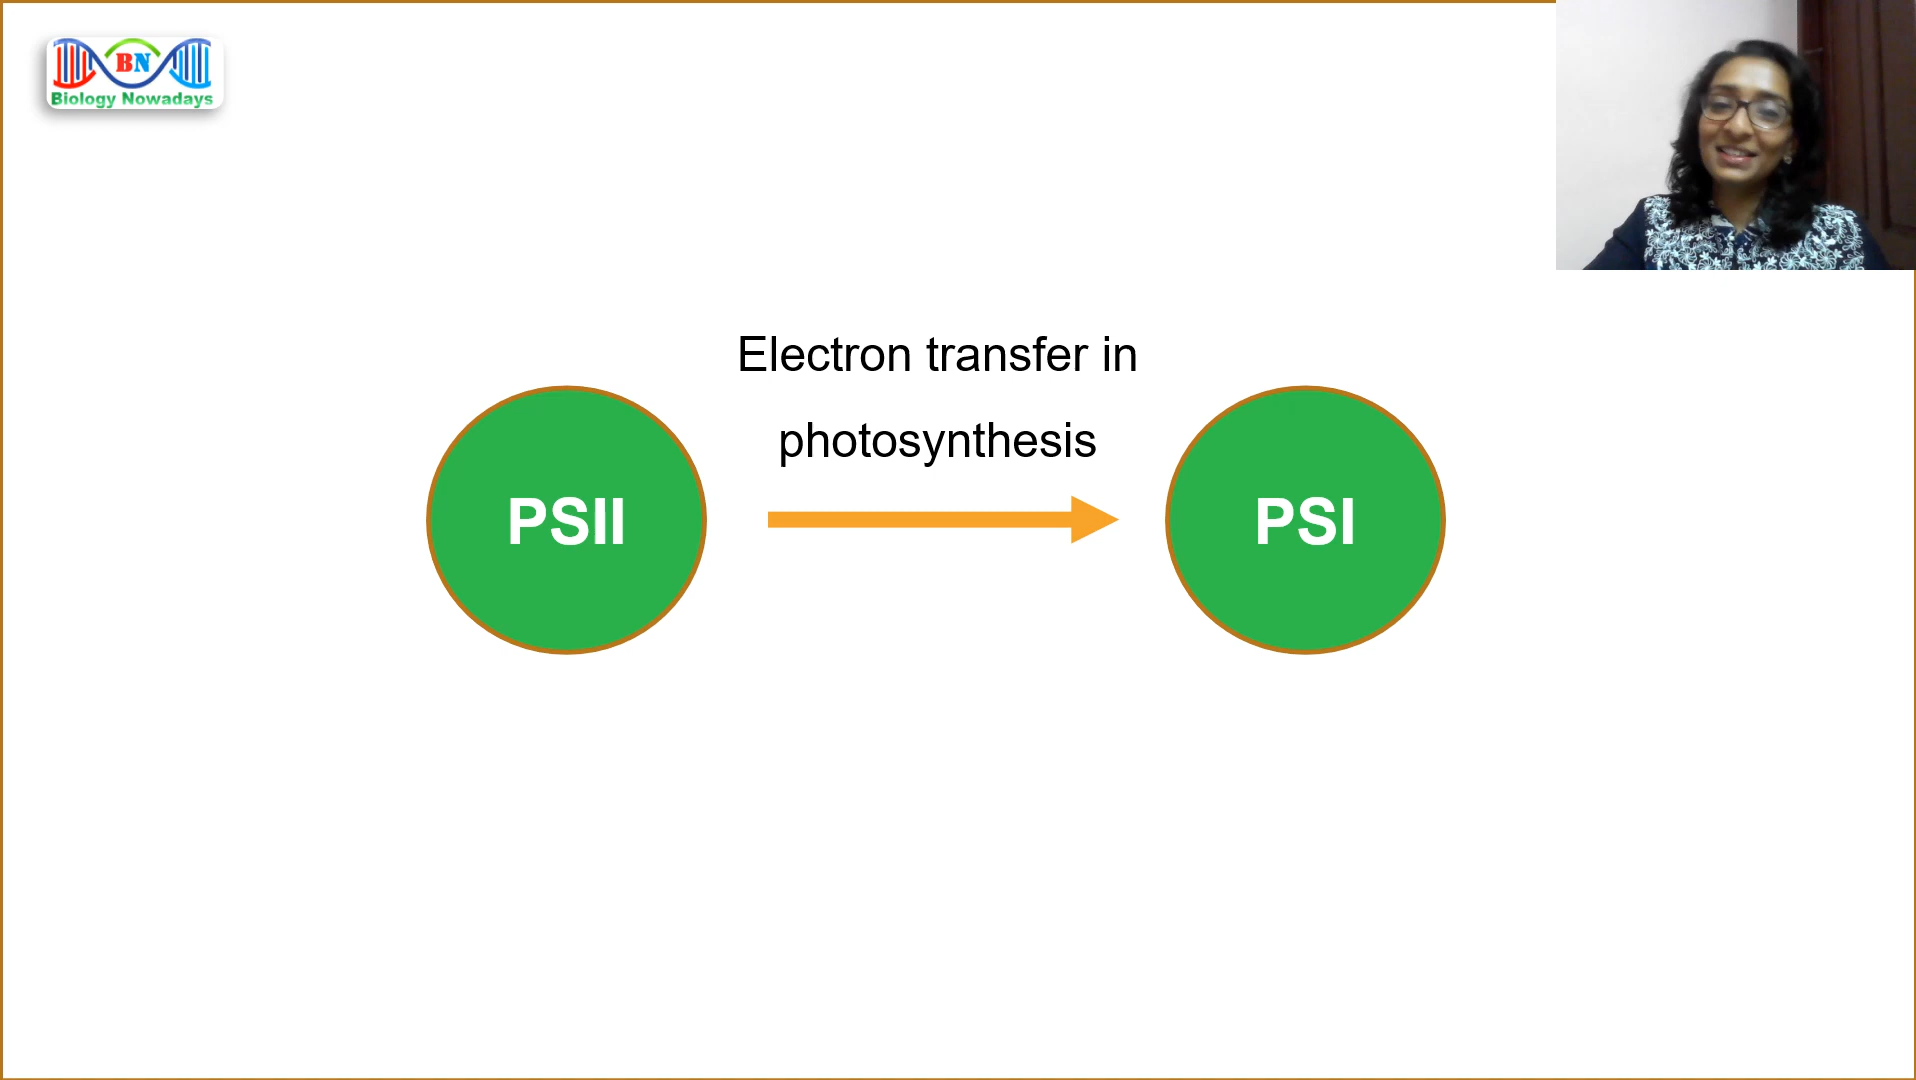 BN
Biology Nowadays
Electron transfer in
photosynthesis
PSII
PSI